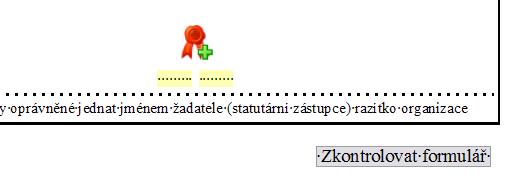 y oprávněné jednat jménem žadatele (statutární zástupce) razítko organizace
Zkontrolovat formulář